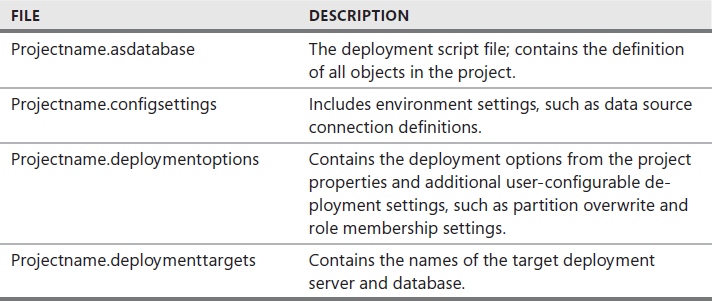 FILE DESCRIPTION
Projectname.asdatabase The deployment script file; contains the definition
of all objects in the project.
Projectname.configsettings Includes environment settings, such as data source
connection definitions.
Projectname.deploymentoptions Contains the deployment options from the project
properties and additional user-configurable de-
ployment settings, such as partition overwrite and
role membership settings.
Projectname.deploymenttargets Contains the names of the target deployment
server and database.